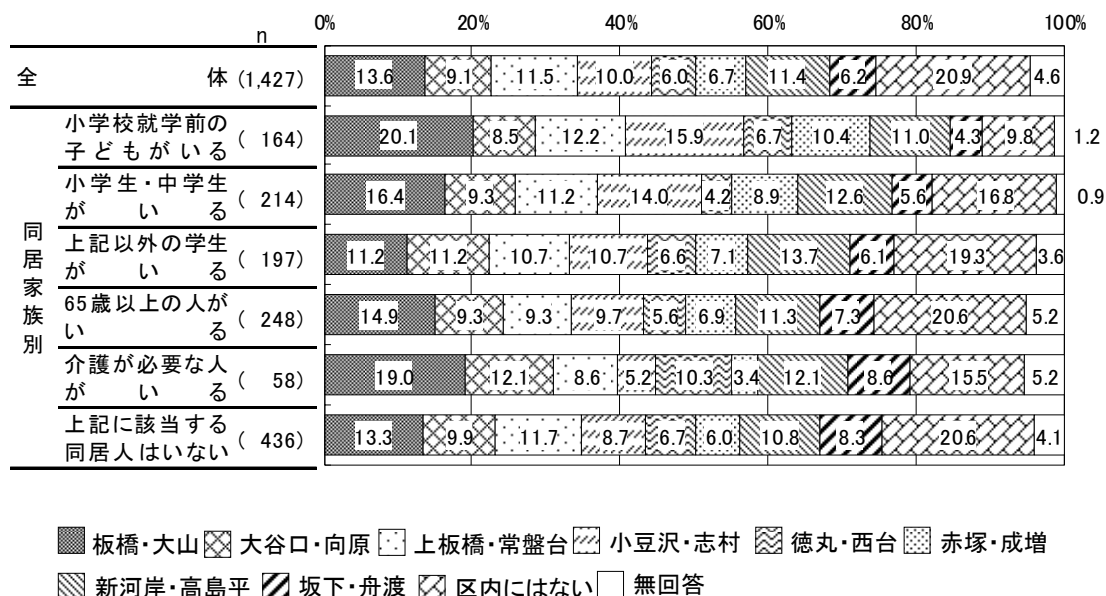 0% 20% 40% 60% 80% 100%
n
全 体 (1,427) 13.6 9.1 11.5 10.0 6.0 6.7 11.4 6.2 20.9 4.6
同居家族別
小学校就学前の
子どもがいる ( 164) 20.1 8.5 12.2 15.9 6.7 10.4 11.0 4.3 9.8 1.2
小学生・中学生
がいる ( 214) 16.4 9.3 11.2 14.0 4.2 8.9 12.6 5.6 16.8 0.9
上記以外の学生
がいる ( 197) 11.2 11.2 10.7 10.7 6.6 7.1 13.7 6.1 19.3 3.6
65歳以上の人が
いる ( 248) 14.9 9.3 9.3 9.7 5.6 6.9 11.3 7.3 20.6 5.2
介護が必要な人
がいる ( 58) 19.0 12.1 8.6 5.2 10.3 3.4 12.1 8.6 15.5 5.2
上記に該当する
同居人はいない ( 436) 13.3 9.9 11.7 8.7 6.7 6.0 10.8 8.3 20.6 4.1
板橋・大山 大谷口・向原 上板橋・常盤台 小豆沢・志村 徳丸・西台 赤塚・成増
新河岸・高島平 坂下・舟渡 区内にはない 無回答